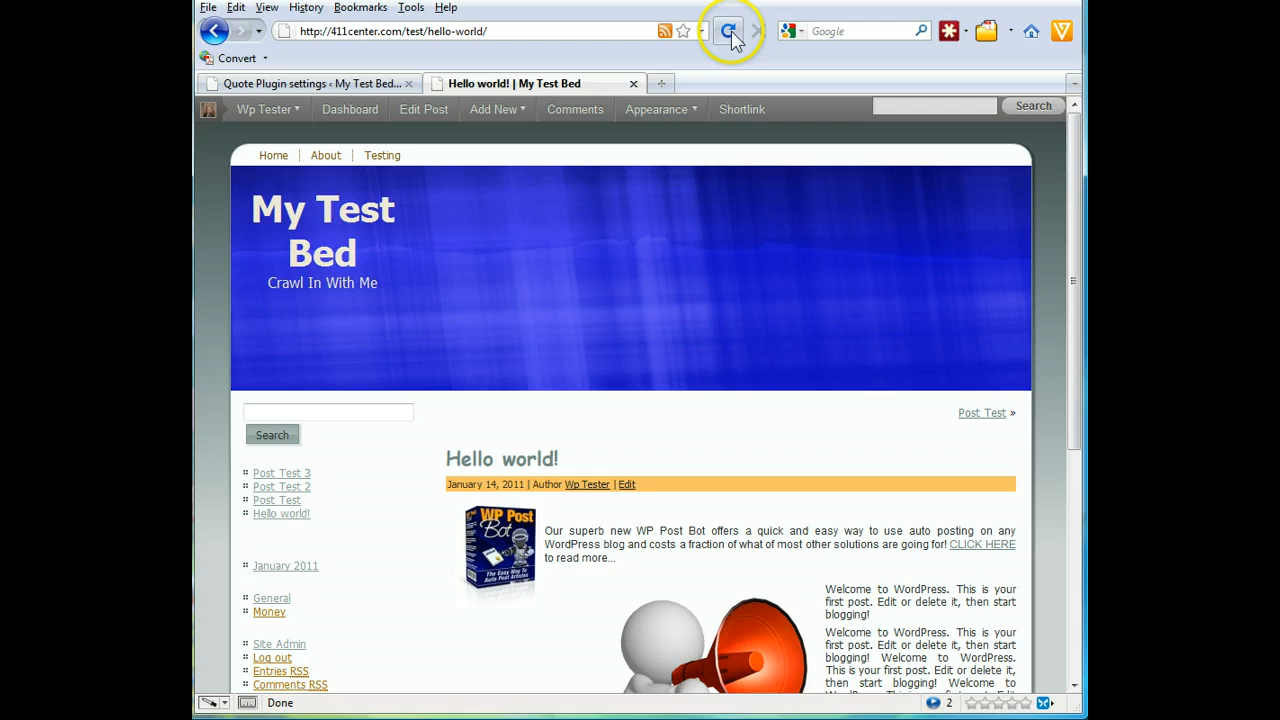 File Edit View History Bookmarks Tools Help
http://411center.com/test/hello-world/
Google
Convert
Quote Plugin settings ‹ My Test Bed...
Hello world! | My Test Bed
Wp Tester Dashboard Edit Post Add New Comments Appearance Shortlink Search
Home About Testing
My Test
Bed
Crawl In With Me
Search
Post Test 3
Post Test 2
Post Test
Hello world!
January 2011
General
Money
Site Admin
Log out
Entries RSS
Comments RSS
Post Test »
Hello world!
January 14, 2011 | Author Wp Tester | Edit
WP Post
Bot
The Easy Way To
Auto Post Articles
Our superb new WP Post Bot offers a quick and easy way to use auto posting on any
WordPress blog and costs a fraction of what of most other solutions are going for! CLICK HERE
to read more...
Welcome to WordPress. This is your
first post. Edit or delete it, then start
blogging!
Welcome to WordPress. This is your
first post. Edit or delete it, then start
blogging! Welcome to WordPress.
This is your first post. Edit or delete
it, then start blogging! Welcome to
Done
2